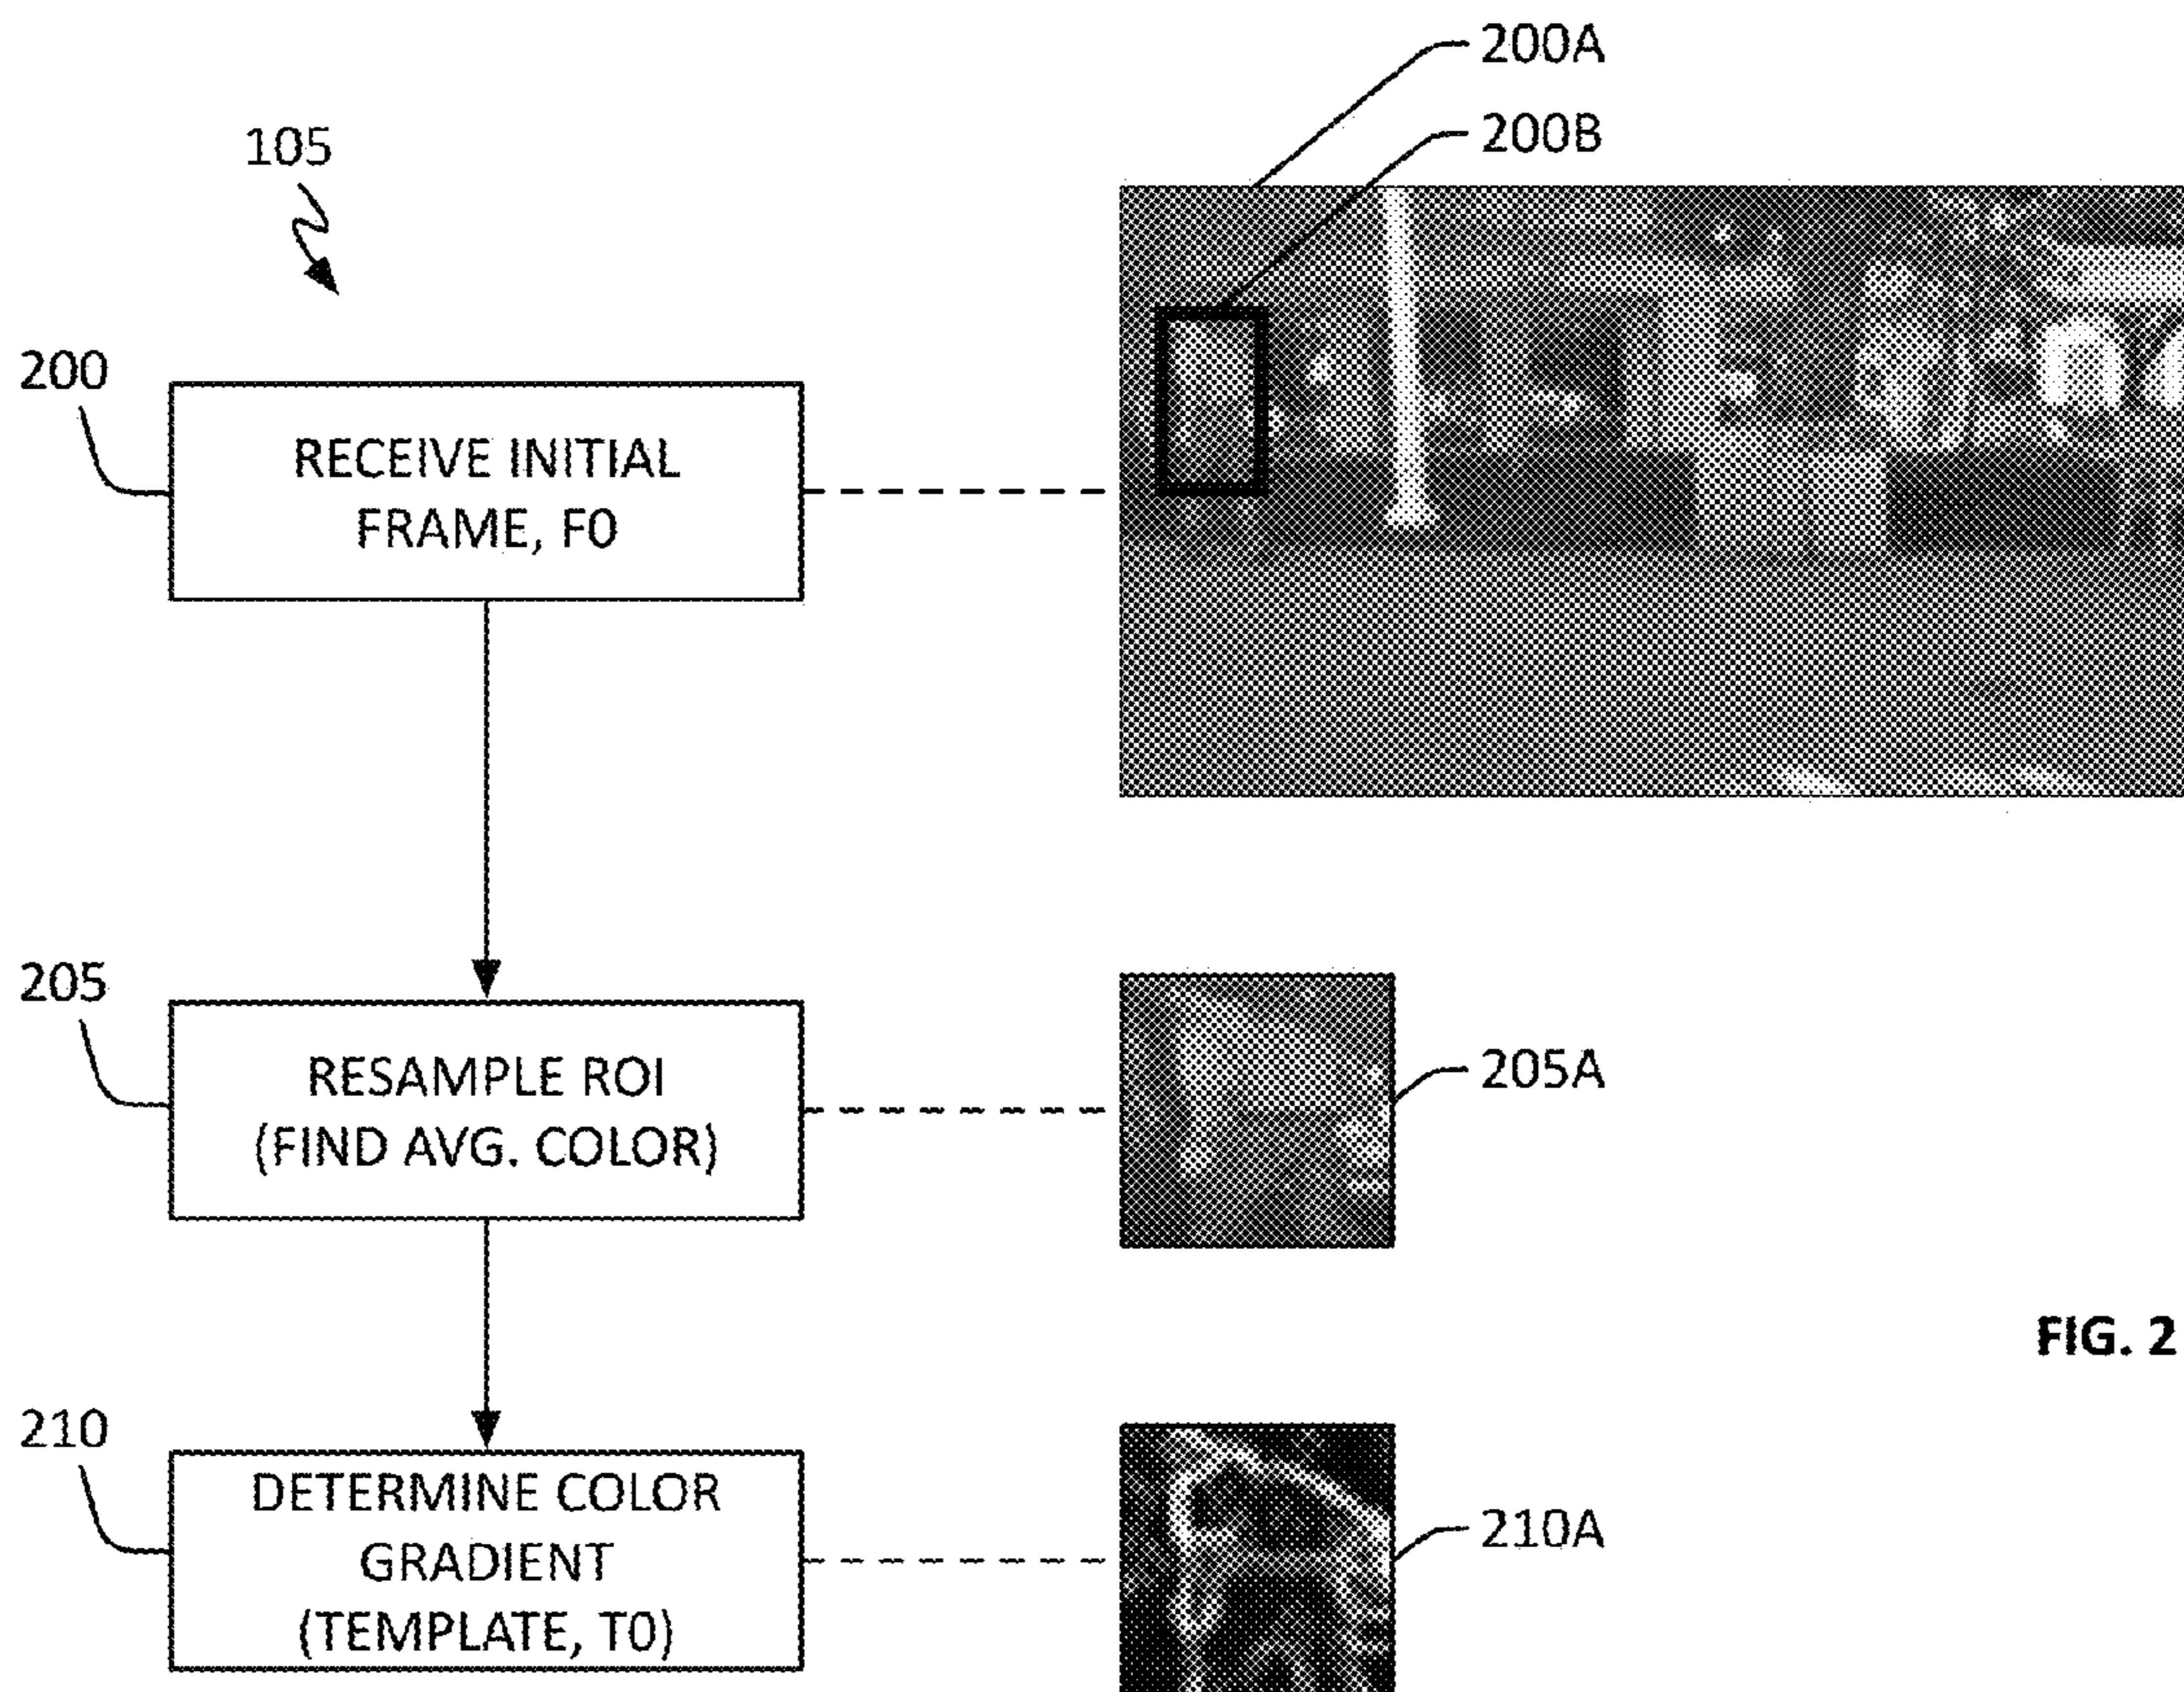 200A
200B
105
200
RECEIVE INITIAL
FRAME, F0
205
RESAMPLE ROI
(FIND AVG. COLOR)
205A
FIG. 2
210
DETERMINE COLOR
GRADIENT
(TEMPLATE, T0)
210A